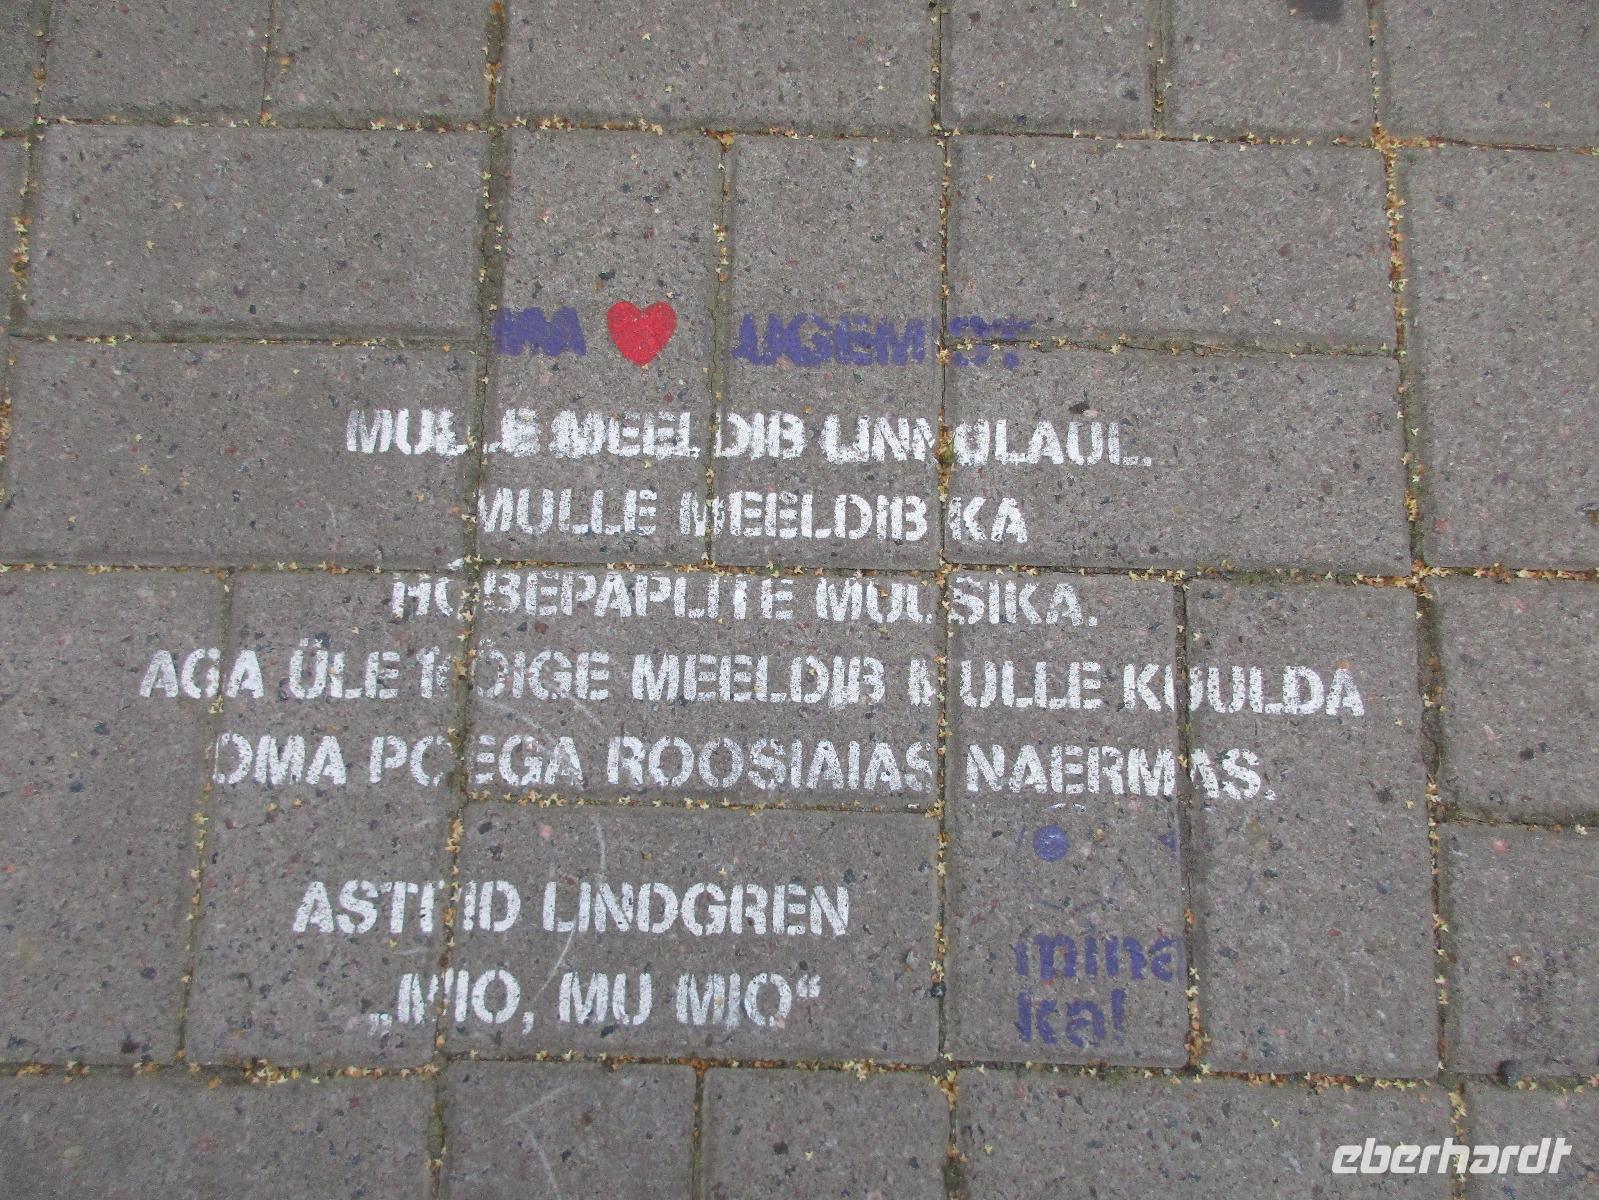 MA ❤ LUGEMIST
MULLE MEELDIB LINNULAUL.
MULLE MEELDIB KA
HÕBEPAPLITE MUUSIKA.
AGA ÜLE KÕIGE MEELDIB MULLE KUULDA
OMA POEGA ROOSIAIAS NAERMAS.
ASTRID LINDGREN
„MIO, MU MIO“
mina
ka!
eberhardt